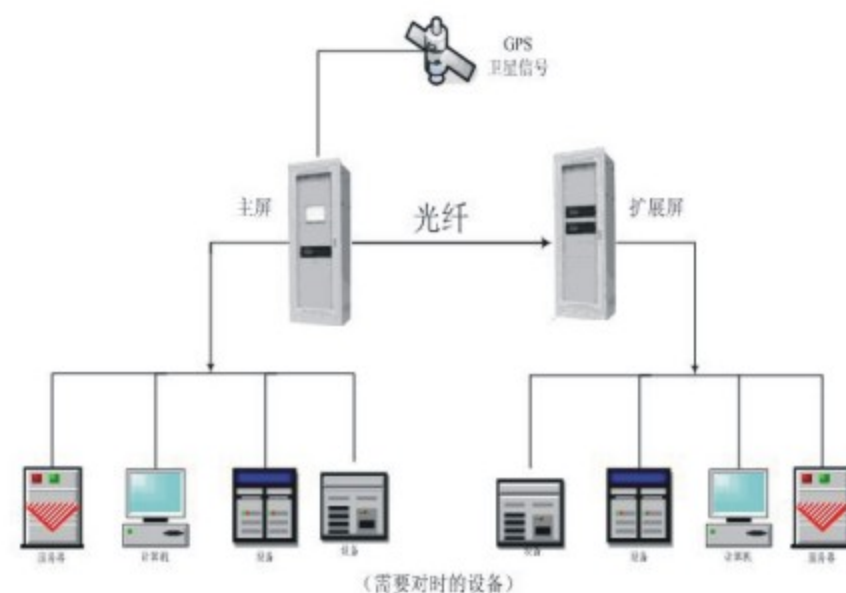 GPS
卫星信号
主屏
光纤
扩展屏
服务器
计算机
设备
设备
设备
设备
计算机
服务器
（需要对时的设备）